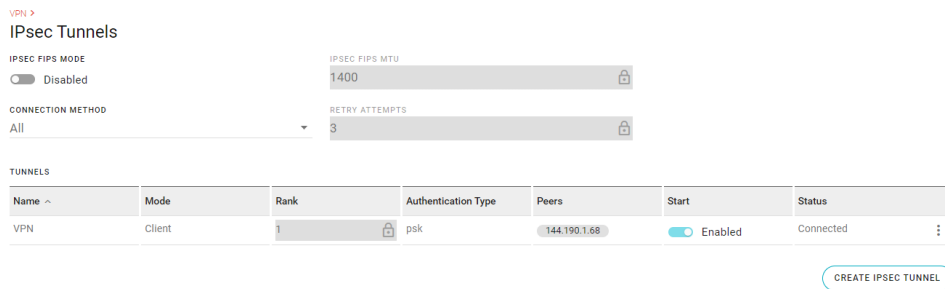 VPN >
IPsec Tunnels
IPSEC FIPS MODE
IPSEC FIPS MTU
Disabled
1400
CONNECTION METHOD
RETRY ATTEMPTS
All
3
TUNNELS
Name Mode Rank Authentication Type Peers Start Status
VPN Client 1 psk 144.190.1.68 Enabled Connected
CREATE IPSEC TUNNEL